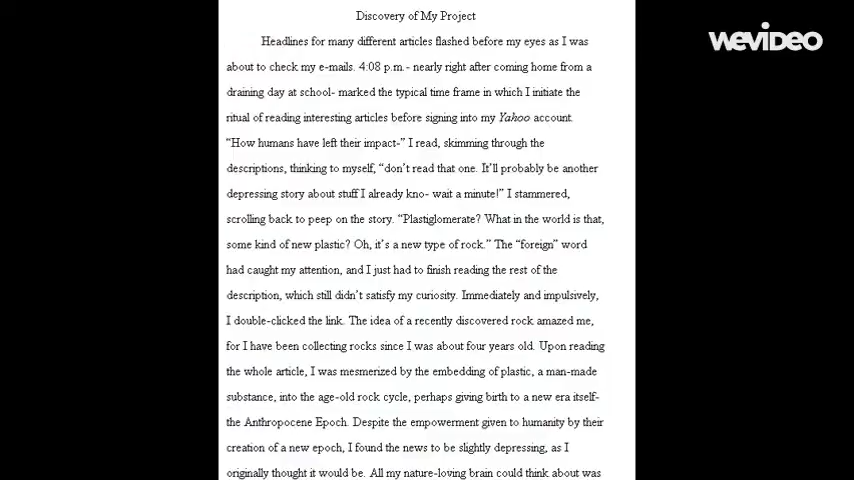 Discovery of My Project
WeVideo
Headlines for many different articles flashed before my eyes as I was
about to check my e-mails. 4:08 p.m.- nearly right after coming home from a
draining day at school- marked the typical time frame in which I initiate the
ritual of reading interesting articles before signing into my Yahoo account.
“How humans have left their impact-” I read, skimming through the
descriptions, thinking to myself, “don’t read that one. It’ll probably be another
depressing story about stuff I already kno- wait a minute!” I stammered,
scrolling back to peep on the story. “Plastiglomerate? What in the world is that,
some kind of new plastic? Oh, it’s a new type of rock.” The “foreign” word
had caught my attention, and I just had to finish reading the rest of the
description, which still didn’t satisfy my curiosity. Immediately and impulsively,
I double-clicked the link. The idea of a recently discovered rock amazed me,
for I have been collecting rocks since I was about four years old. Upon reading
the whole article, I was mesmerized by the embedding of plastic, a man-made
substance, into the age-old rock cycle, perhaps giving birth to a new era itself-
the Anthropocene Epoch. Despite the empowerment given to humanity by their
creation of a new epoch, I found the news to be slightly depressing, as I
originally thought it would be. All my nature-loving brain could think about was